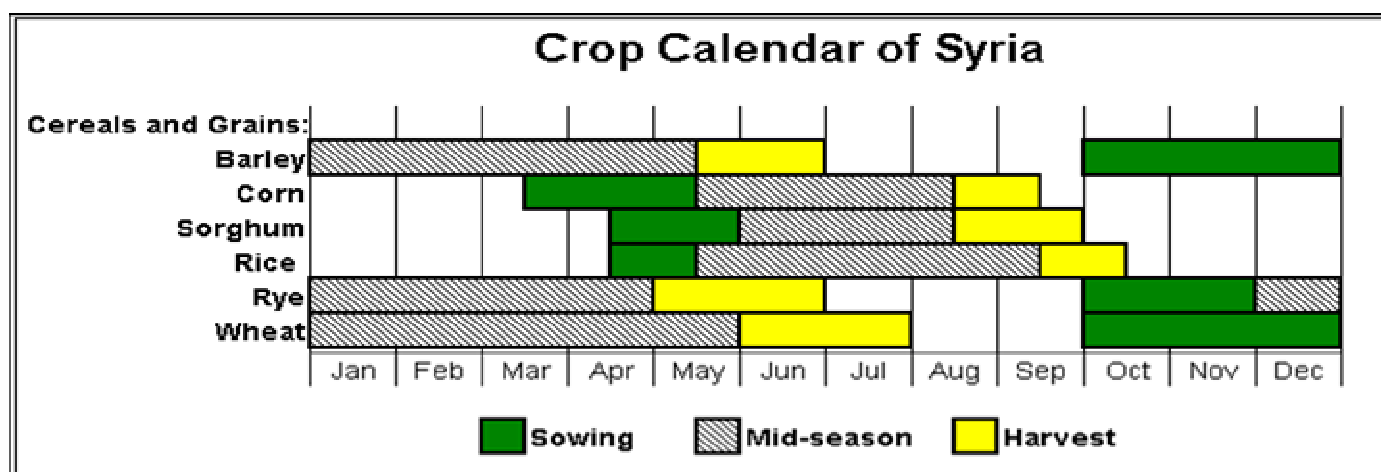 Crop Calendar of Syria
Cereals and Grains:
Barley
Corn
Sorghum
Rice
Rye
Wheat
Jan Feb Mar Apr May Jun Jul Aug Sep Oct Nov Dec
Sowing Mid-season Harvest